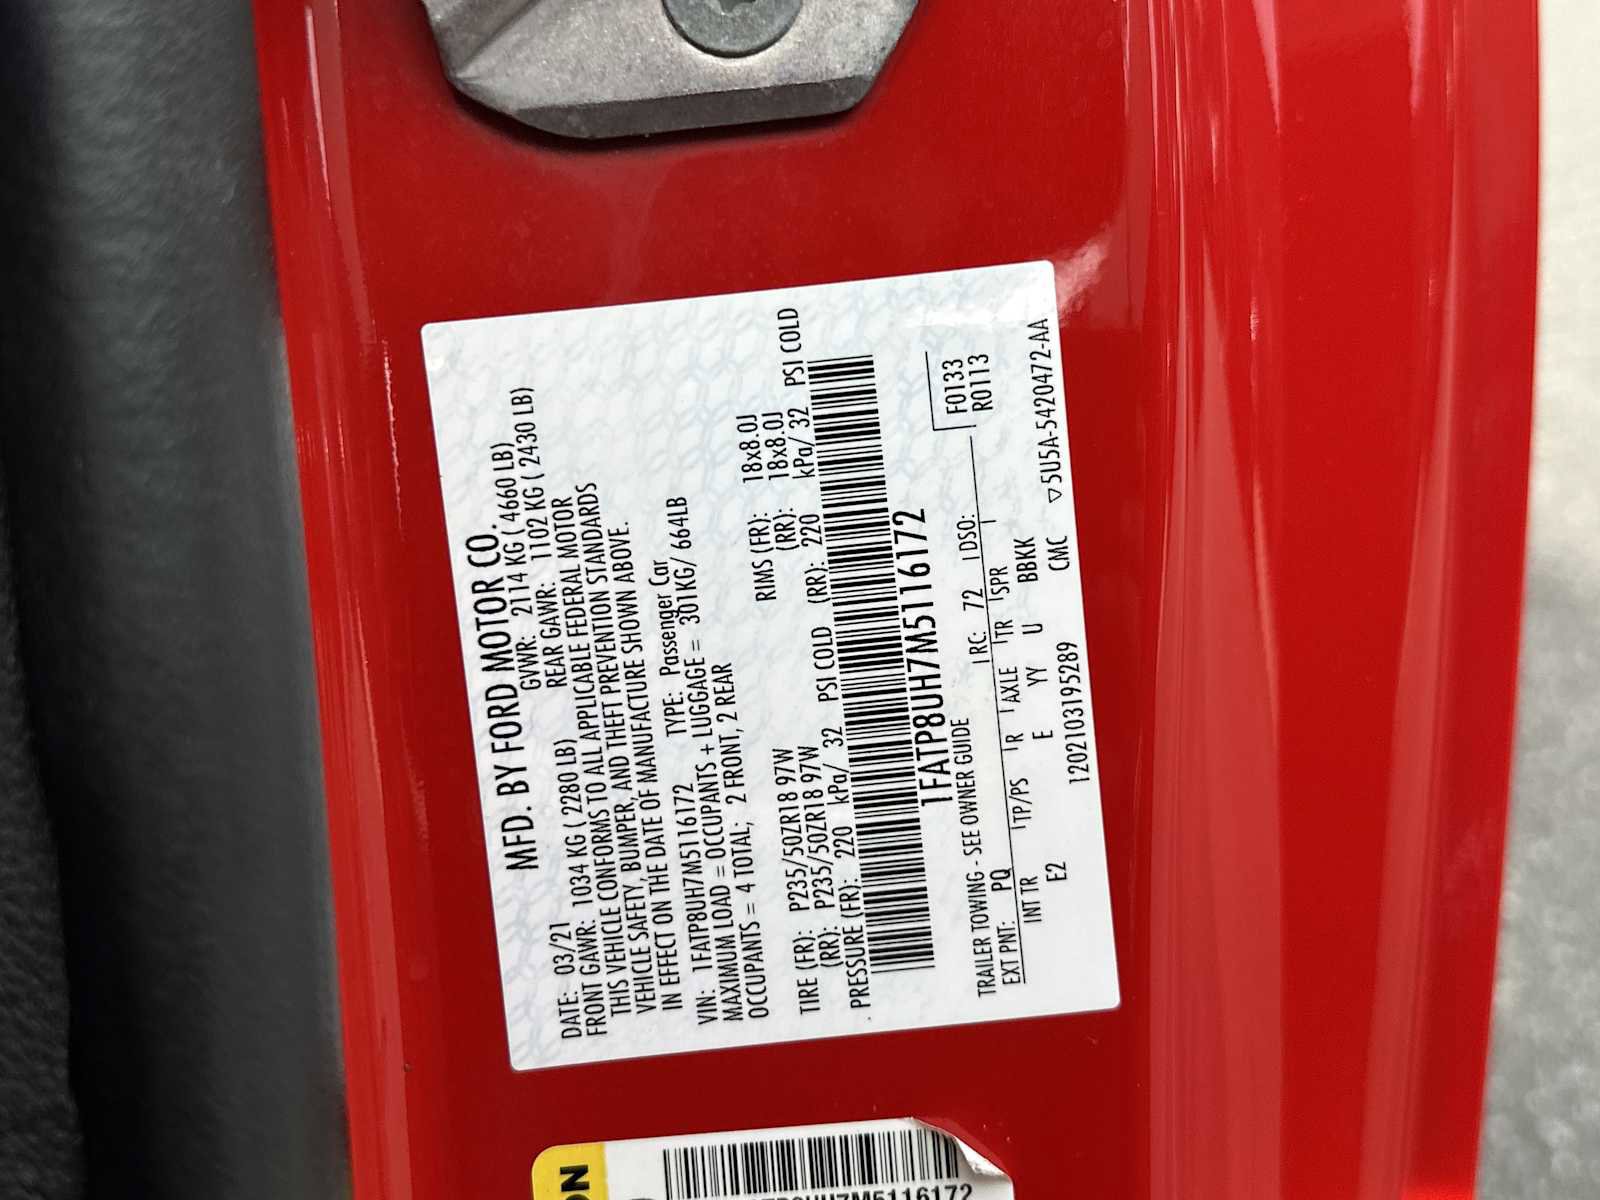 MFD. BY FORD MOTOR CO.
DATE: 03/21 GVWR: 2114 KG ( 4660 LB)
FRONT GAWR: 1034 KG ( 2280 LB) REAR GAWR: 1102 KG ( 2430 LB)
THIS VEHICLE CONFORMS TO ALL APPLICABLE FEDERAL MOTOR
VEHICLE SAFETY, BUMPER, AND THEFT PREVENTION STANDARDS
IN EFFECT ON THE DATE OF MANUFACTURE SHOWN ABOVE.
VIN: 1FATP8UH7M5116172 TYPE: Passenger Car
MAXIMUM LOAD = OCCUPANTS + LUGGAGE = 301KG/ 664LB
OCCUPANTS = 4 TOTAL; 2 FRONT, 2 REAR
TIRE (FR): P235/50ZR18 97W RIMS (FR): 18x8.0J
(RR): P235/50ZR18 97W (RR): 18x8.0J
PRESSURE (FR): 220 kPa/ 32 PSI COLD (RR): 220 kPa/ 32 PSI COLD
1FATP8UH7M5116172
TRAILER TOWING - SEE OWNER GUIDE F0133
R0113
EXT PNT: PQ RC: 72 DSO:
INT TR TP/PS R AXLE TR SPR
E2 E YY U BBKK
1202103195289 CMC ▽5U5A-5420472-AA
ON
8UH7M5116172